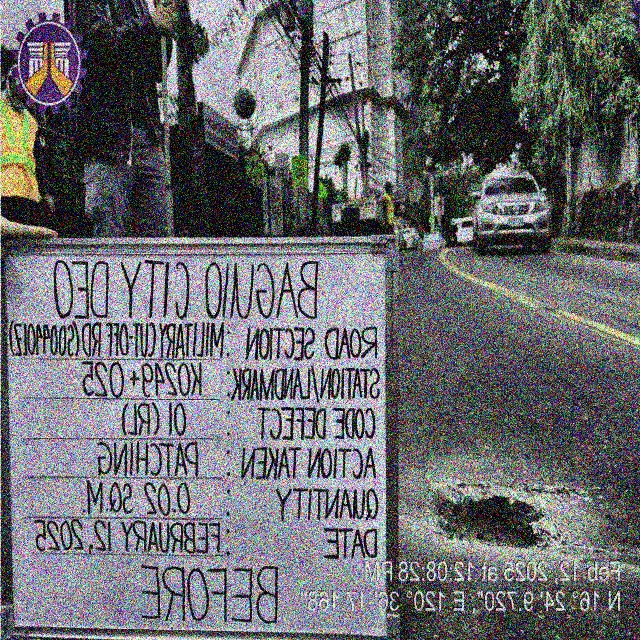 BAGUIO CITY DEO
ROAD SECTION : MILITARY CUT-OFF RD (S00940LZ)
STATION/LANDMARK: K0249+025
CODE DEFECT : 01 (RL)
ACTION TAKEN : PATCHING
QUANTITY : 0.02 SQ.M.
DATE : FEBRUARY 12, 2025
BEFORE
Feb 12, 2025 at 12:08:28 PM
N 16° 24' 9.720", E 120° 36' 17.168"